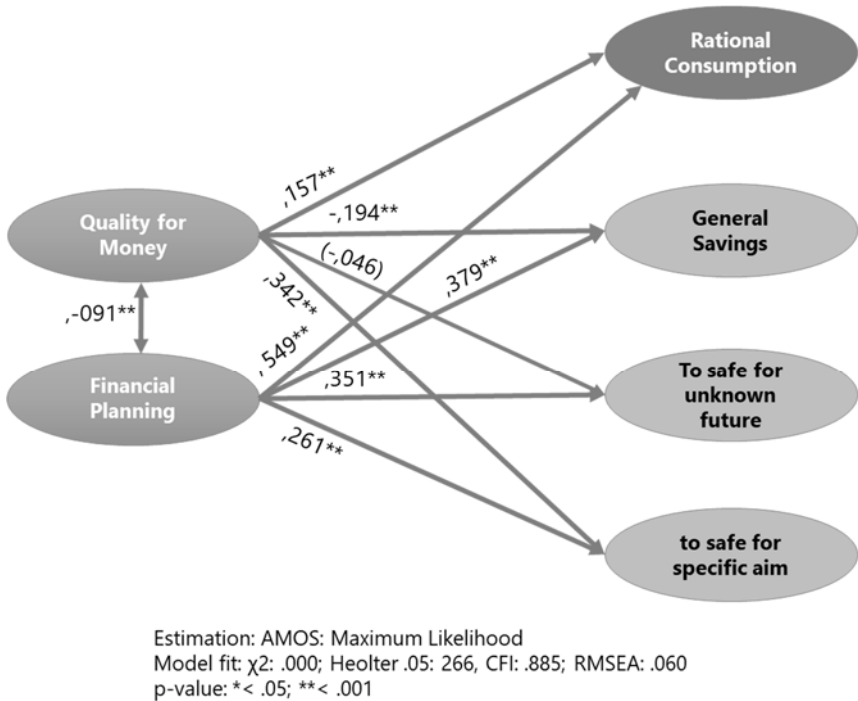 Rational
Consumption
,157**
Quality for
Money
-,194**
General
Savings
(-,046)
,379**
,342**
,-091**
,549**
Financial
Planning
,351**
To safe for
unknown
future
,261**
to safe for
specific aim
Estimation: AMOS: Maximum Likelihood
Model fit: χ2: .000; Heolter .05: 266, CFI: .885; RMSEA: .060
p-value: *< .05; **< .001